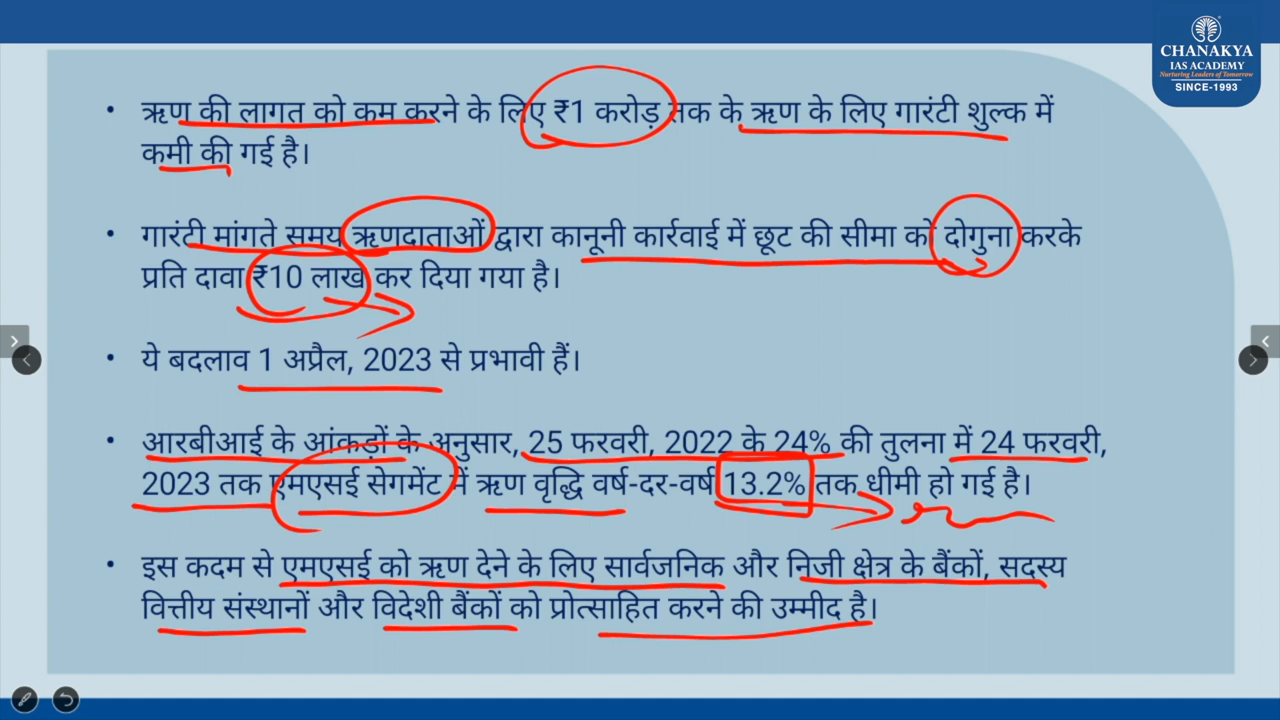 CHANAKYA
IAS ACADEMY
Nurturing Leaders of Tomorrow
SINCE-1993
• ऋण की लागत को कम करने के लिए ₹1 करोड़ तक के ऋण के लिए गारंटी शुल्क में
कमी की गई है।
• गारंटी मांगते समय ऋणदाताओं द्वारा कानूनी कार्रवाई में छूट की सीमा को दोगुना करके
प्रति दावा ₹10 लाख कर दिया गया है।
• ये बदलाव 1 अप्रैल, 2023 से प्रभावी हैं।
• आरबीआई के आंकड़ों के अनुसार, 25 फरवरी, 2022 के 24% की तुलना में 24 फरवरी,
2023 तक एमएसई सेगमेंट में ऋण वृद्धि वर्ष-दर-वर्ष 13.2% तक धीमी हो गई है।
• इस कदम से एमएसई को ऋण देने के लिए सार्वजनिक और निजी क्षेत्र के बैंकों, सदस्य
वित्तीय संस्थानों और विदेशी बैंकों को प्रोत्साहित करने की उम्मीद है।